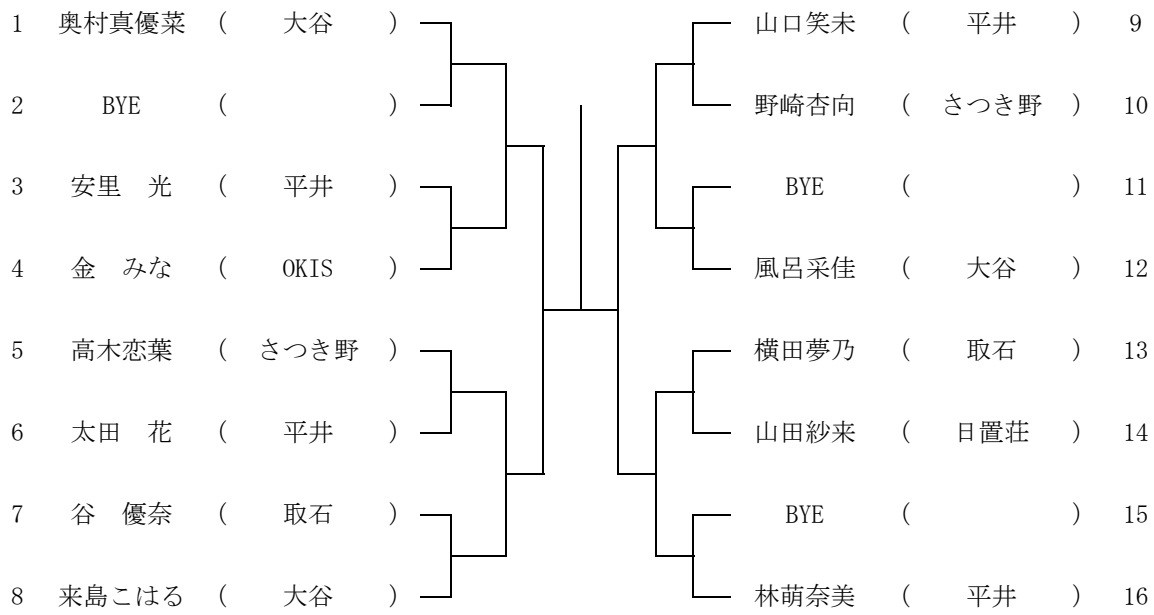 1 奥村真優菜 ( 大谷 ) 山口笑未 ( 平井 ) 9
2 BYE ( ) 野崎杏向 ( さつき野 ) 10
3 安里 光 ( 平井 ) BYE ( ) 11
4 金 みな ( OKIS ) 風呂采佳 ( 大谷 ) 12
5 高木恋葉 ( さつき野 ) 横田夢乃 ( 取石 ) 13
6 太田 花 ( 平井 ) 山田紗来 ( 日置荘 ) 14
7 谷 優奈 ( 取石 ) BYE ( ) 15
8 来島こはる ( 大谷 ) 林萌奈美 ( 平井 ) 16